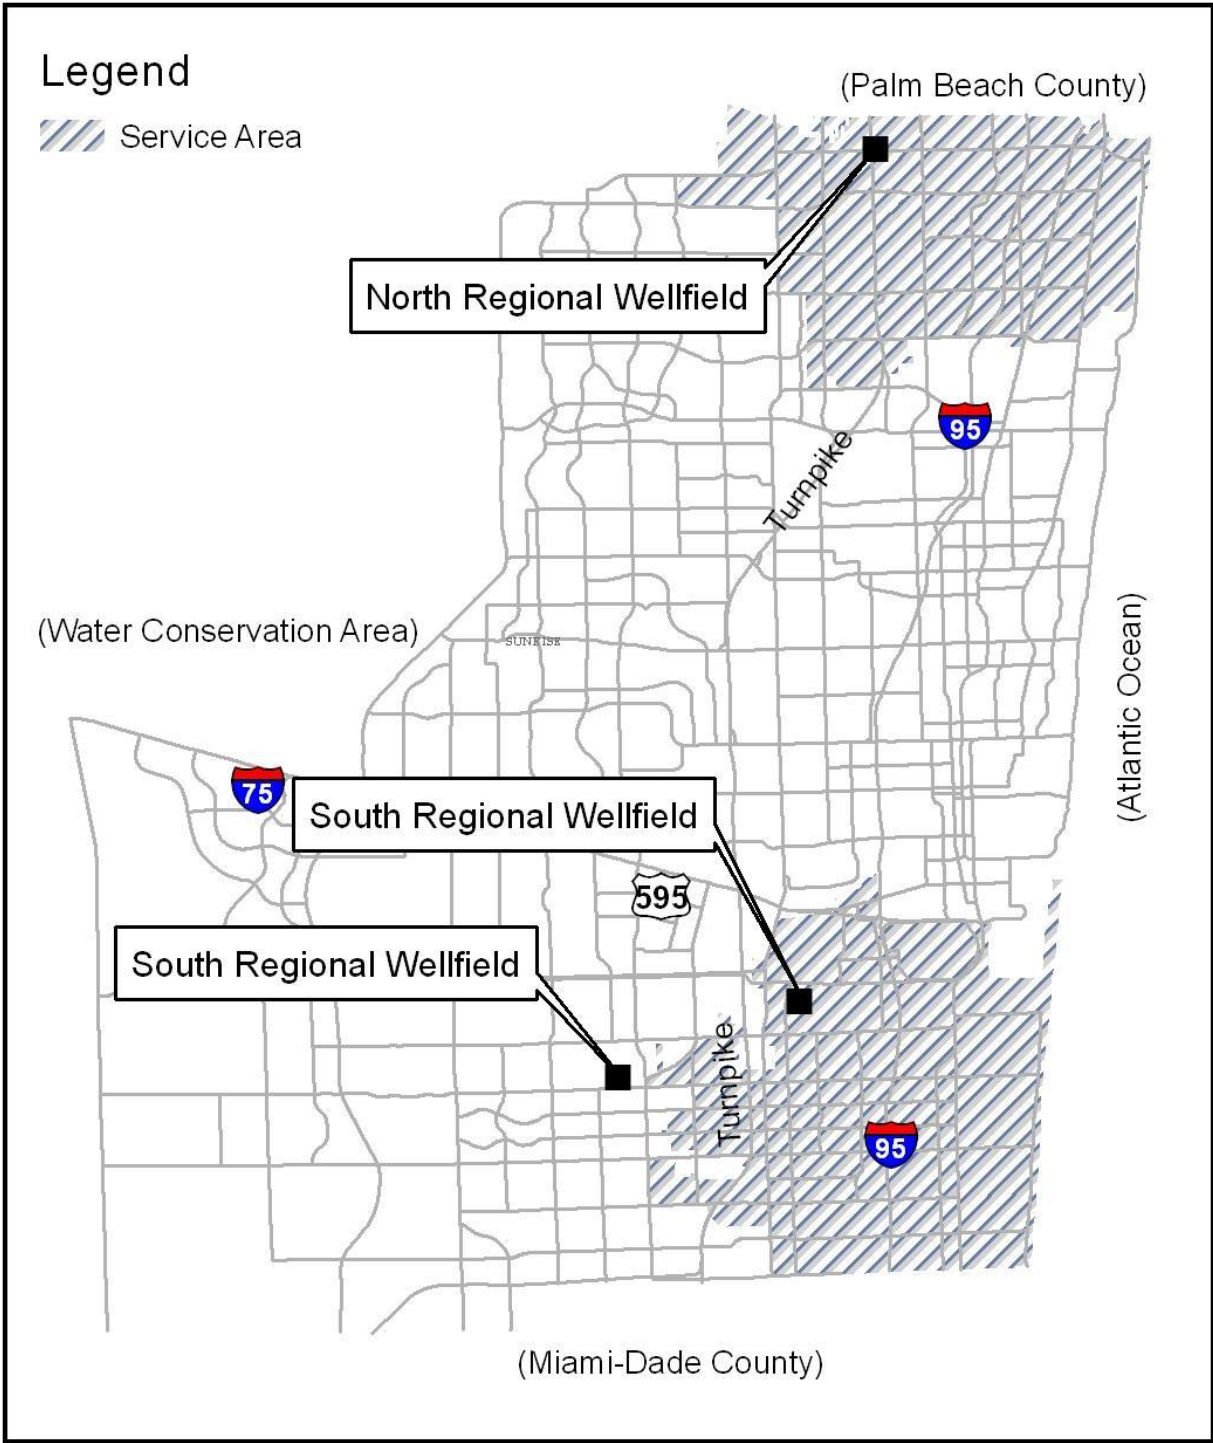 Legend
(Palm Beach County)
Service Area
North Regional Wellfield
95
Turnpike
(Water Conservation Area)
SUNRISE
(Atlantic Ocean)
75
South Regional Wellfield
595
South Regional Wellfield
Turnpike
95
(Miami-Dade County)